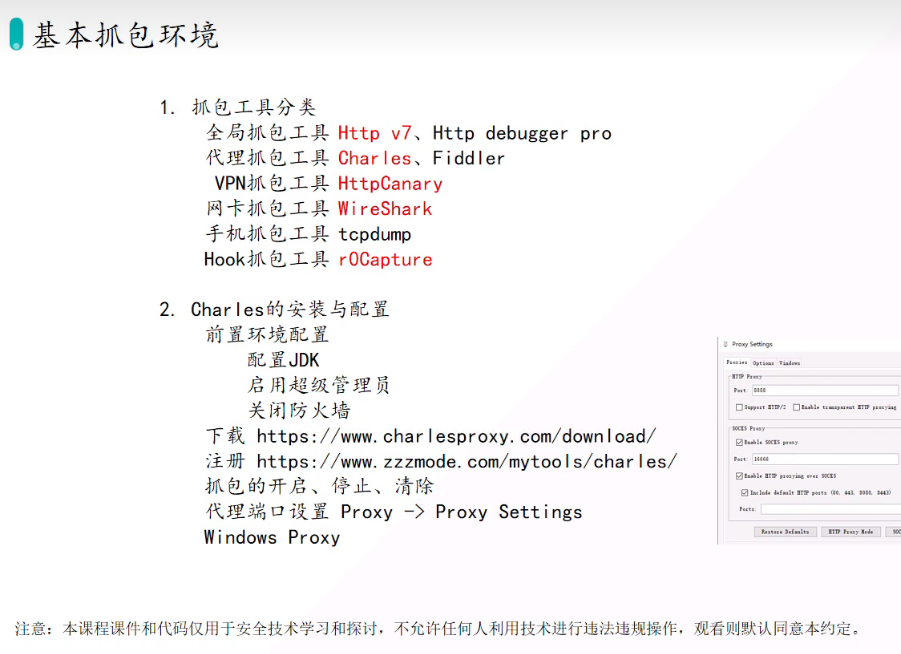 基本抓包环境
1. 抓包工具分类
全局抓包工具 Http v7、Http debugger pro
代理抓包工具 Charles、Fiddler
VPN抓包工具 HttpCanary
网卡抓包工具 WireShark
手机抓包工具 tcpdump
Hook抓包工具 r0Capture
2. Charles的安装与配置
前置环境配置
配置JDK
启用超级管理员
关闭防火墙
下载 https://www.charlesproxy.com/download/
注册 https://www.zzzmode.com/mytools/charles/
抓包的开启、停止、清除
代理端口设置 Proxy -> Proxy Settings
Windows Proxy
Proxy Settings
Proxies Options Windows
HTTP Proxy
Port: 8888
Support HTTP/2 Enable transparent HTTP proxying
SOCKS Proxy
Enable SOCKS proxy
Port:
Enable HTTP proxying over SOCKS
Include default HTTP ports (80, 443, 8080, 8443)
Ports:
Restore Defaults HTTP Proxy Mode SOC
注意：本课程课件和代码仅用于安全技术学习和探讨，不允许任何人利用技术进行违法违规操作，观看则默认同意本约定。